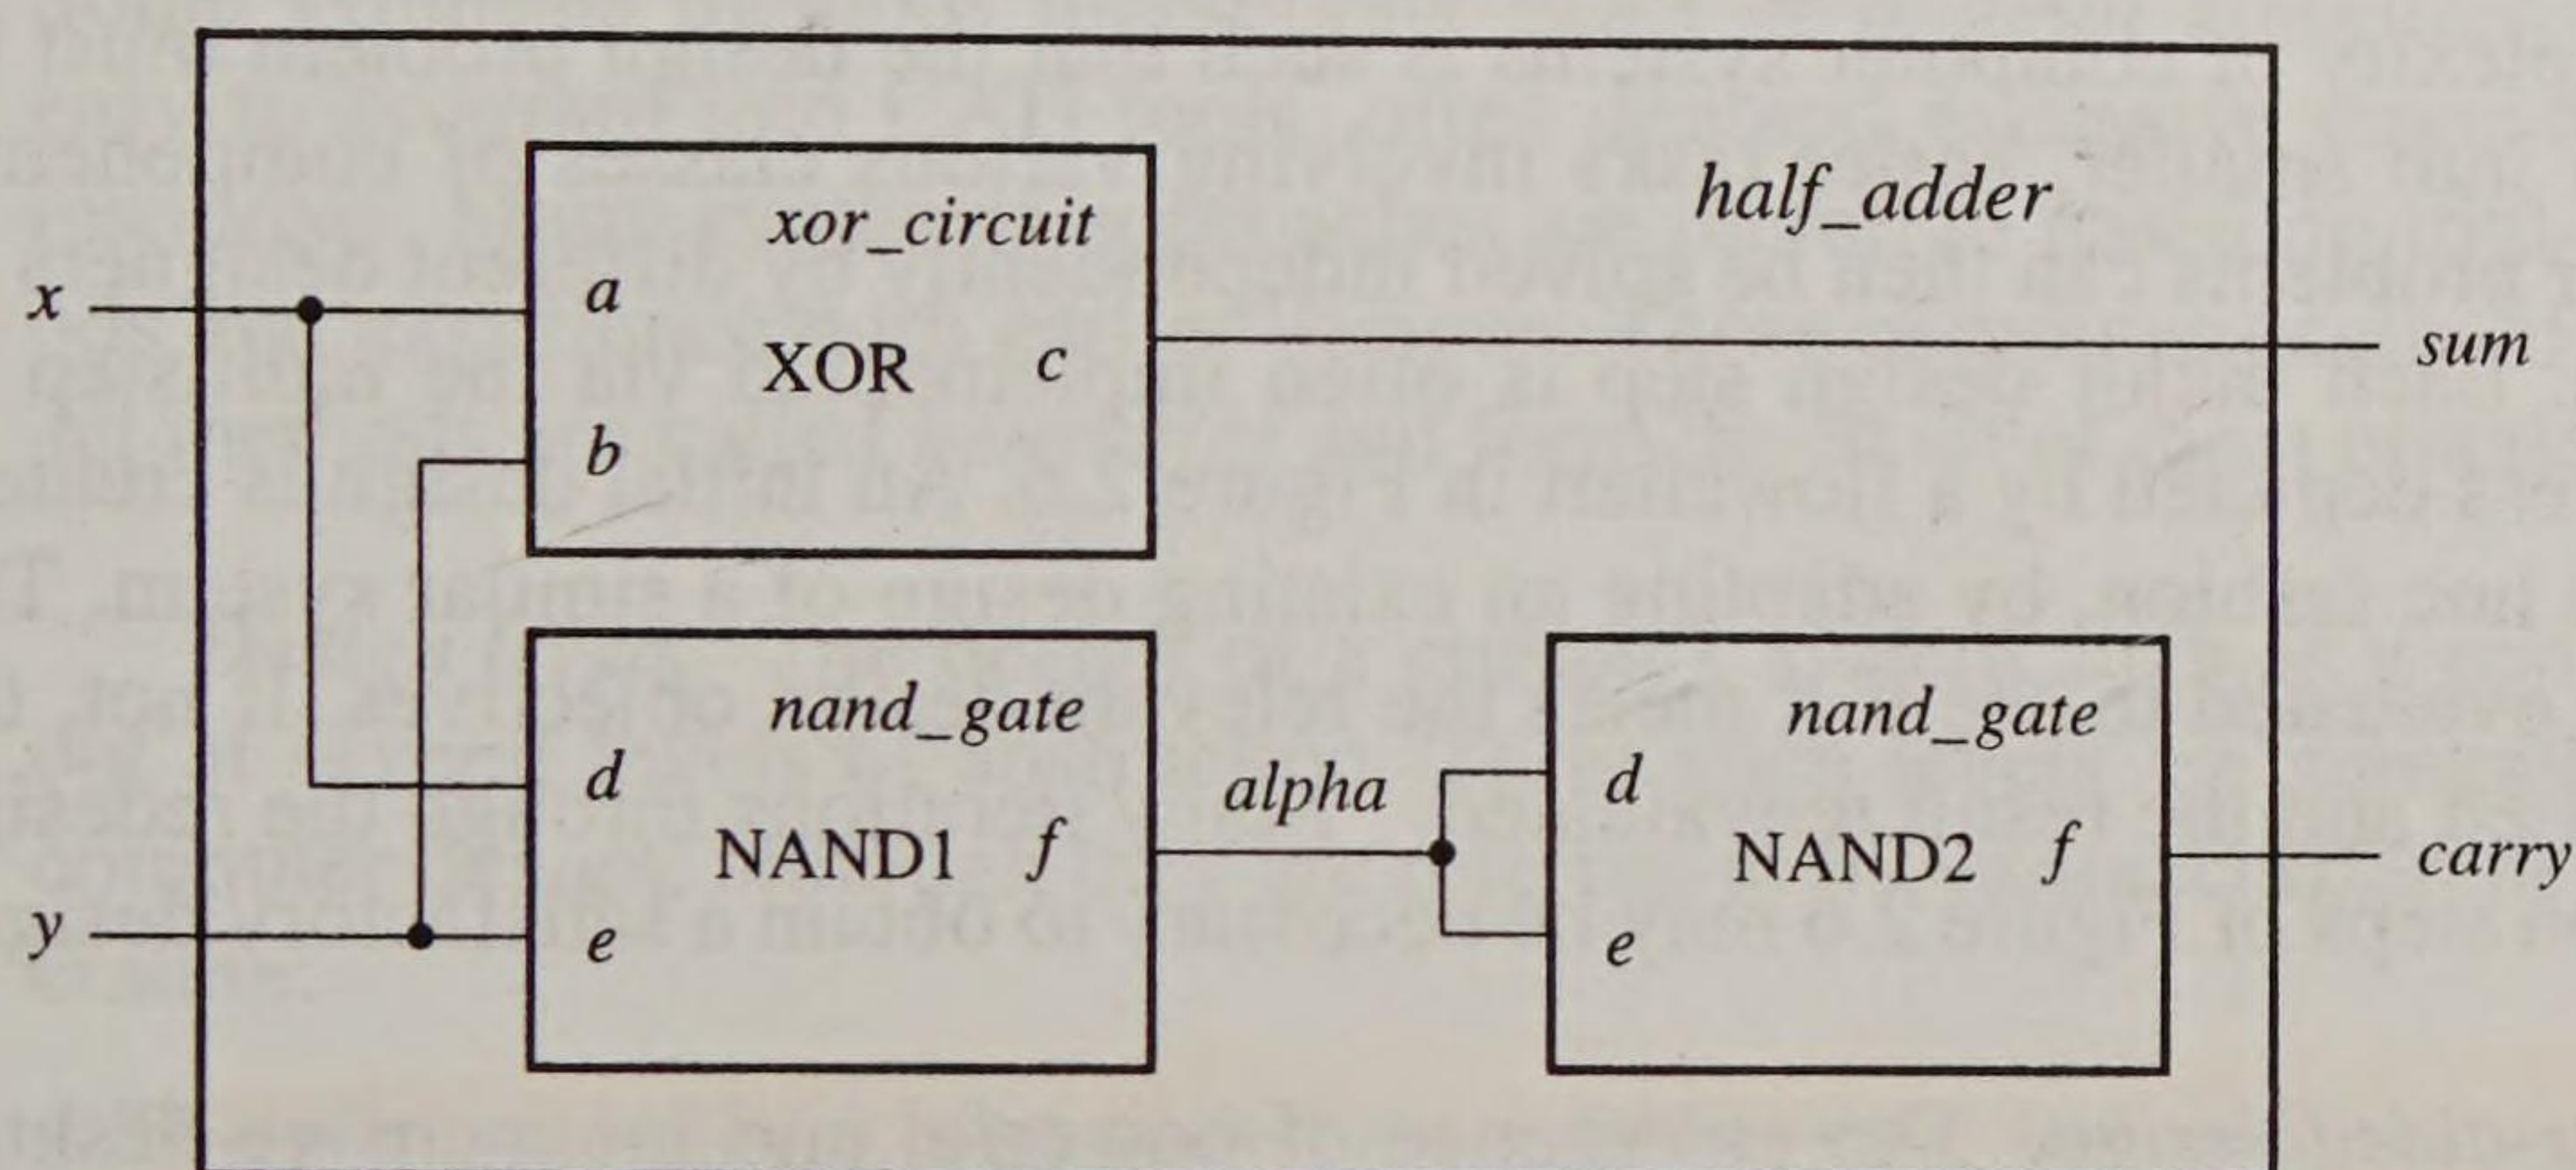 half_adder
xor_circuit
x
a
XOR c
sum
b
nand_gate
nand_gate
d
alpha
d
NAND1 f
NAND2 f
carry
y
e
e